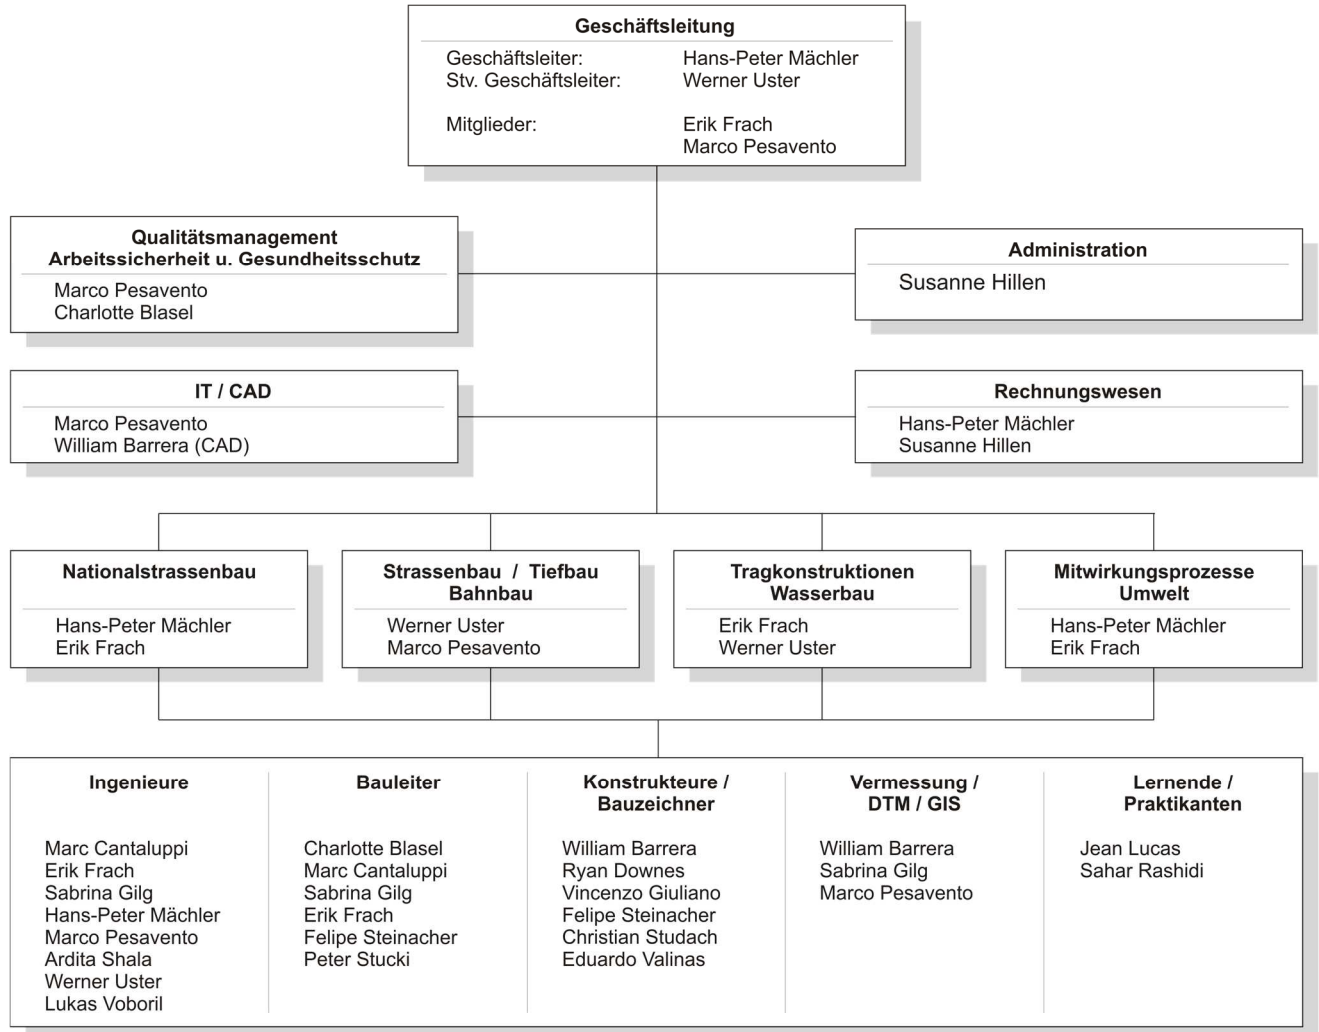 Geschäftsleitung
Geschäftsleiter: Hans-Peter Mächler
Stv. Geschäftsleiter: Werner Uster
Mitglieder: Erik Frach
Marco Pesavento
Qualitätsmanagement
Arbeitssicherheit u. Gesundheitsschutz
Marco Pesavento
Charlotte Blasel
Administration
Susanne Hillen
IT / CAD
Marco Pesavento
William Barrera (CAD)
Rechnungswesen
Hans-Peter Mächler
Susanne Hillen
Nationalstrassenbau
Hans-Peter Mächler
Erik Frach
Strassenbau / Tiefbau
Bahnbau
Werner Uster
Marco Pesavento
Tragkonstruktionen
Wasserbau
Erik Frach
Werner Uster
Mitwirkungsprozesse
Umwelt
Hans-Peter Mächler
Erik Frach
Ingenieure
Marc Cantaluppi
Erik Frach
Sabrina Gilg
Hans-Peter Mächler
Marco Pesavento
Ardita Shala
Werner Uster
Lukas Voboril
Bauleiter
Charlotte Blasel
Marc Cantaluppi
Sabrina Gilg
Erik Frach
Felipe Steinacher
Peter Stucki
Konstrukteure /
Bauzeichner
William Barrera
Ryan Downes
Vincenzo Giuliano
Felipe Steinacher
Christian Studach
Eduardo Valinas
Vermessung /
DTM / GIS
William Barrera
Sabrina Gilg
Marco Pesavento
Lernende /
Praktikanten
Jean Lucas
Sahar Rashidi